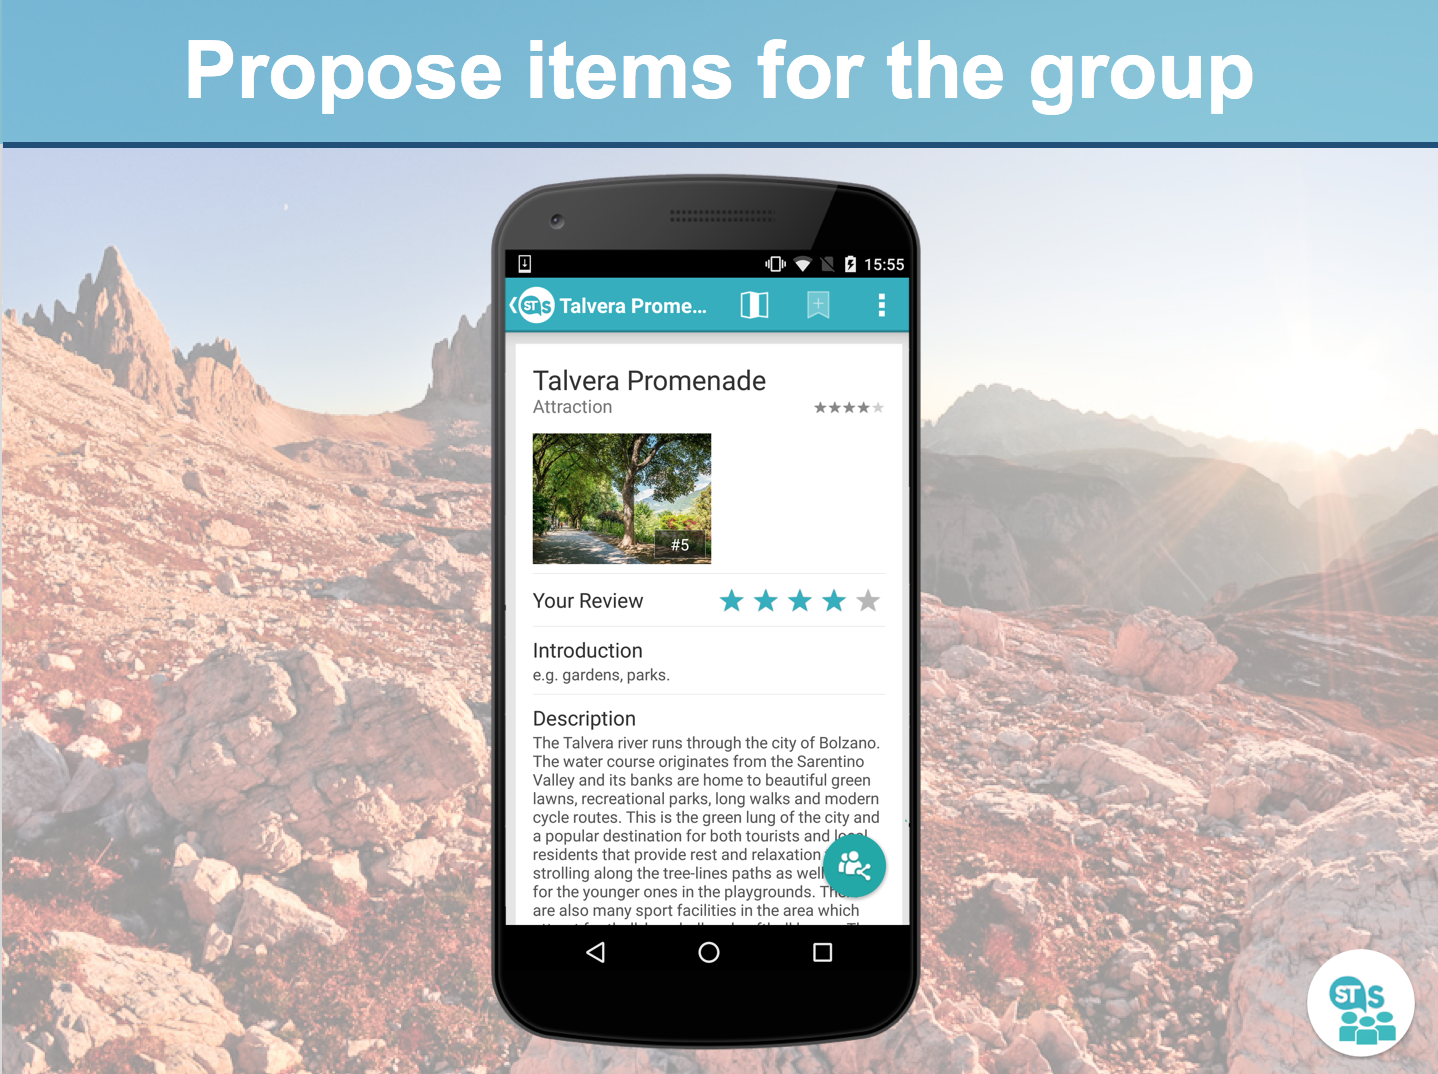 Propose items for the group
15:55
STS
Talvera Prome...
Talvera Promenade
Attraction
#5
Your Review
Introduction
e.g. gardens, parks.
Description
The Talvera river runs through the city of Bolzano.
The water course originates from the Sarentino
Valley and its banks are home to beautiful green
lawns, recreational parks, long walks and modern
cycle routes. This is the green lung of the city and
a popular destination for both tourists and local
residents that provide rest and relaxation
strolling along the tree-lines paths as well
for the younger ones in the playgrounds.
are also many sport facilities in the area which
STS